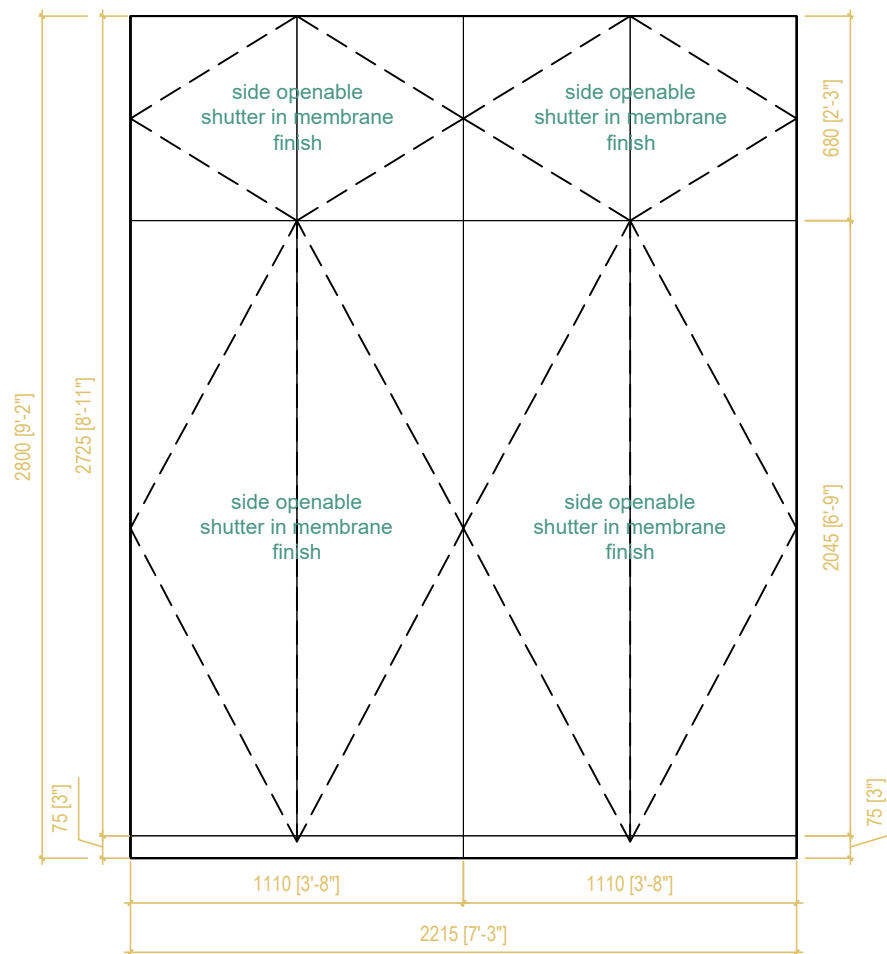 side openable
shutter in membrane
finish
side openable
shutter in membrane
finish
680 [2'-3"]
2800 [9'-2"]
2725 [8'-11"]
side openable
shutter in membrane
finish
side openable
shutter in membrane
finish
2045 [6'-9"]
75 [3"]
75 [3"]
1110 [3'-8"]
1110 [3'-8"]
2215 [7'-3"]